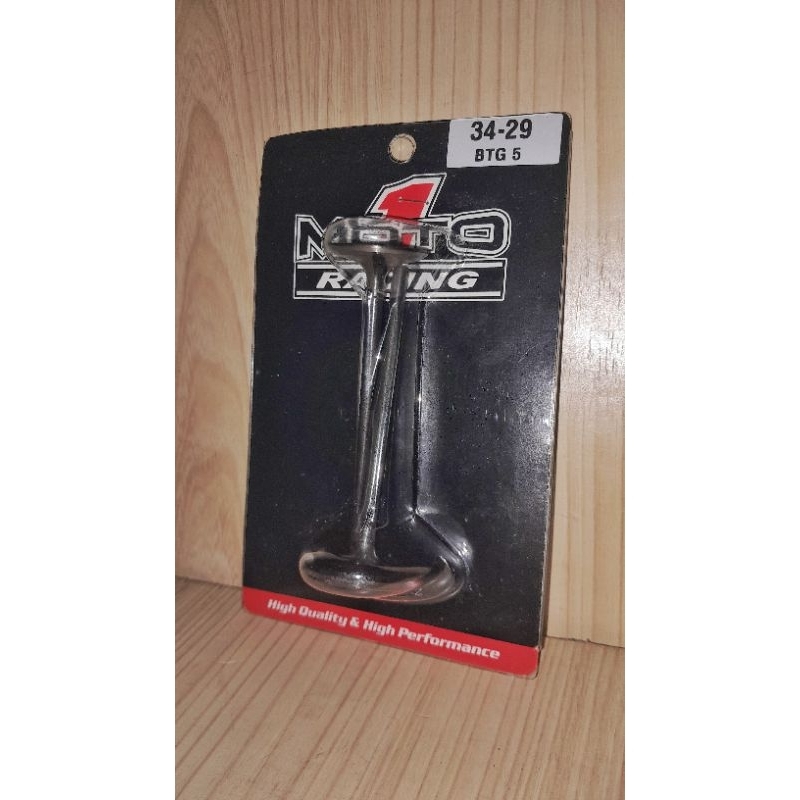 34-29
BTG 5
1
MOTO
RACING
High Quality & High Performance